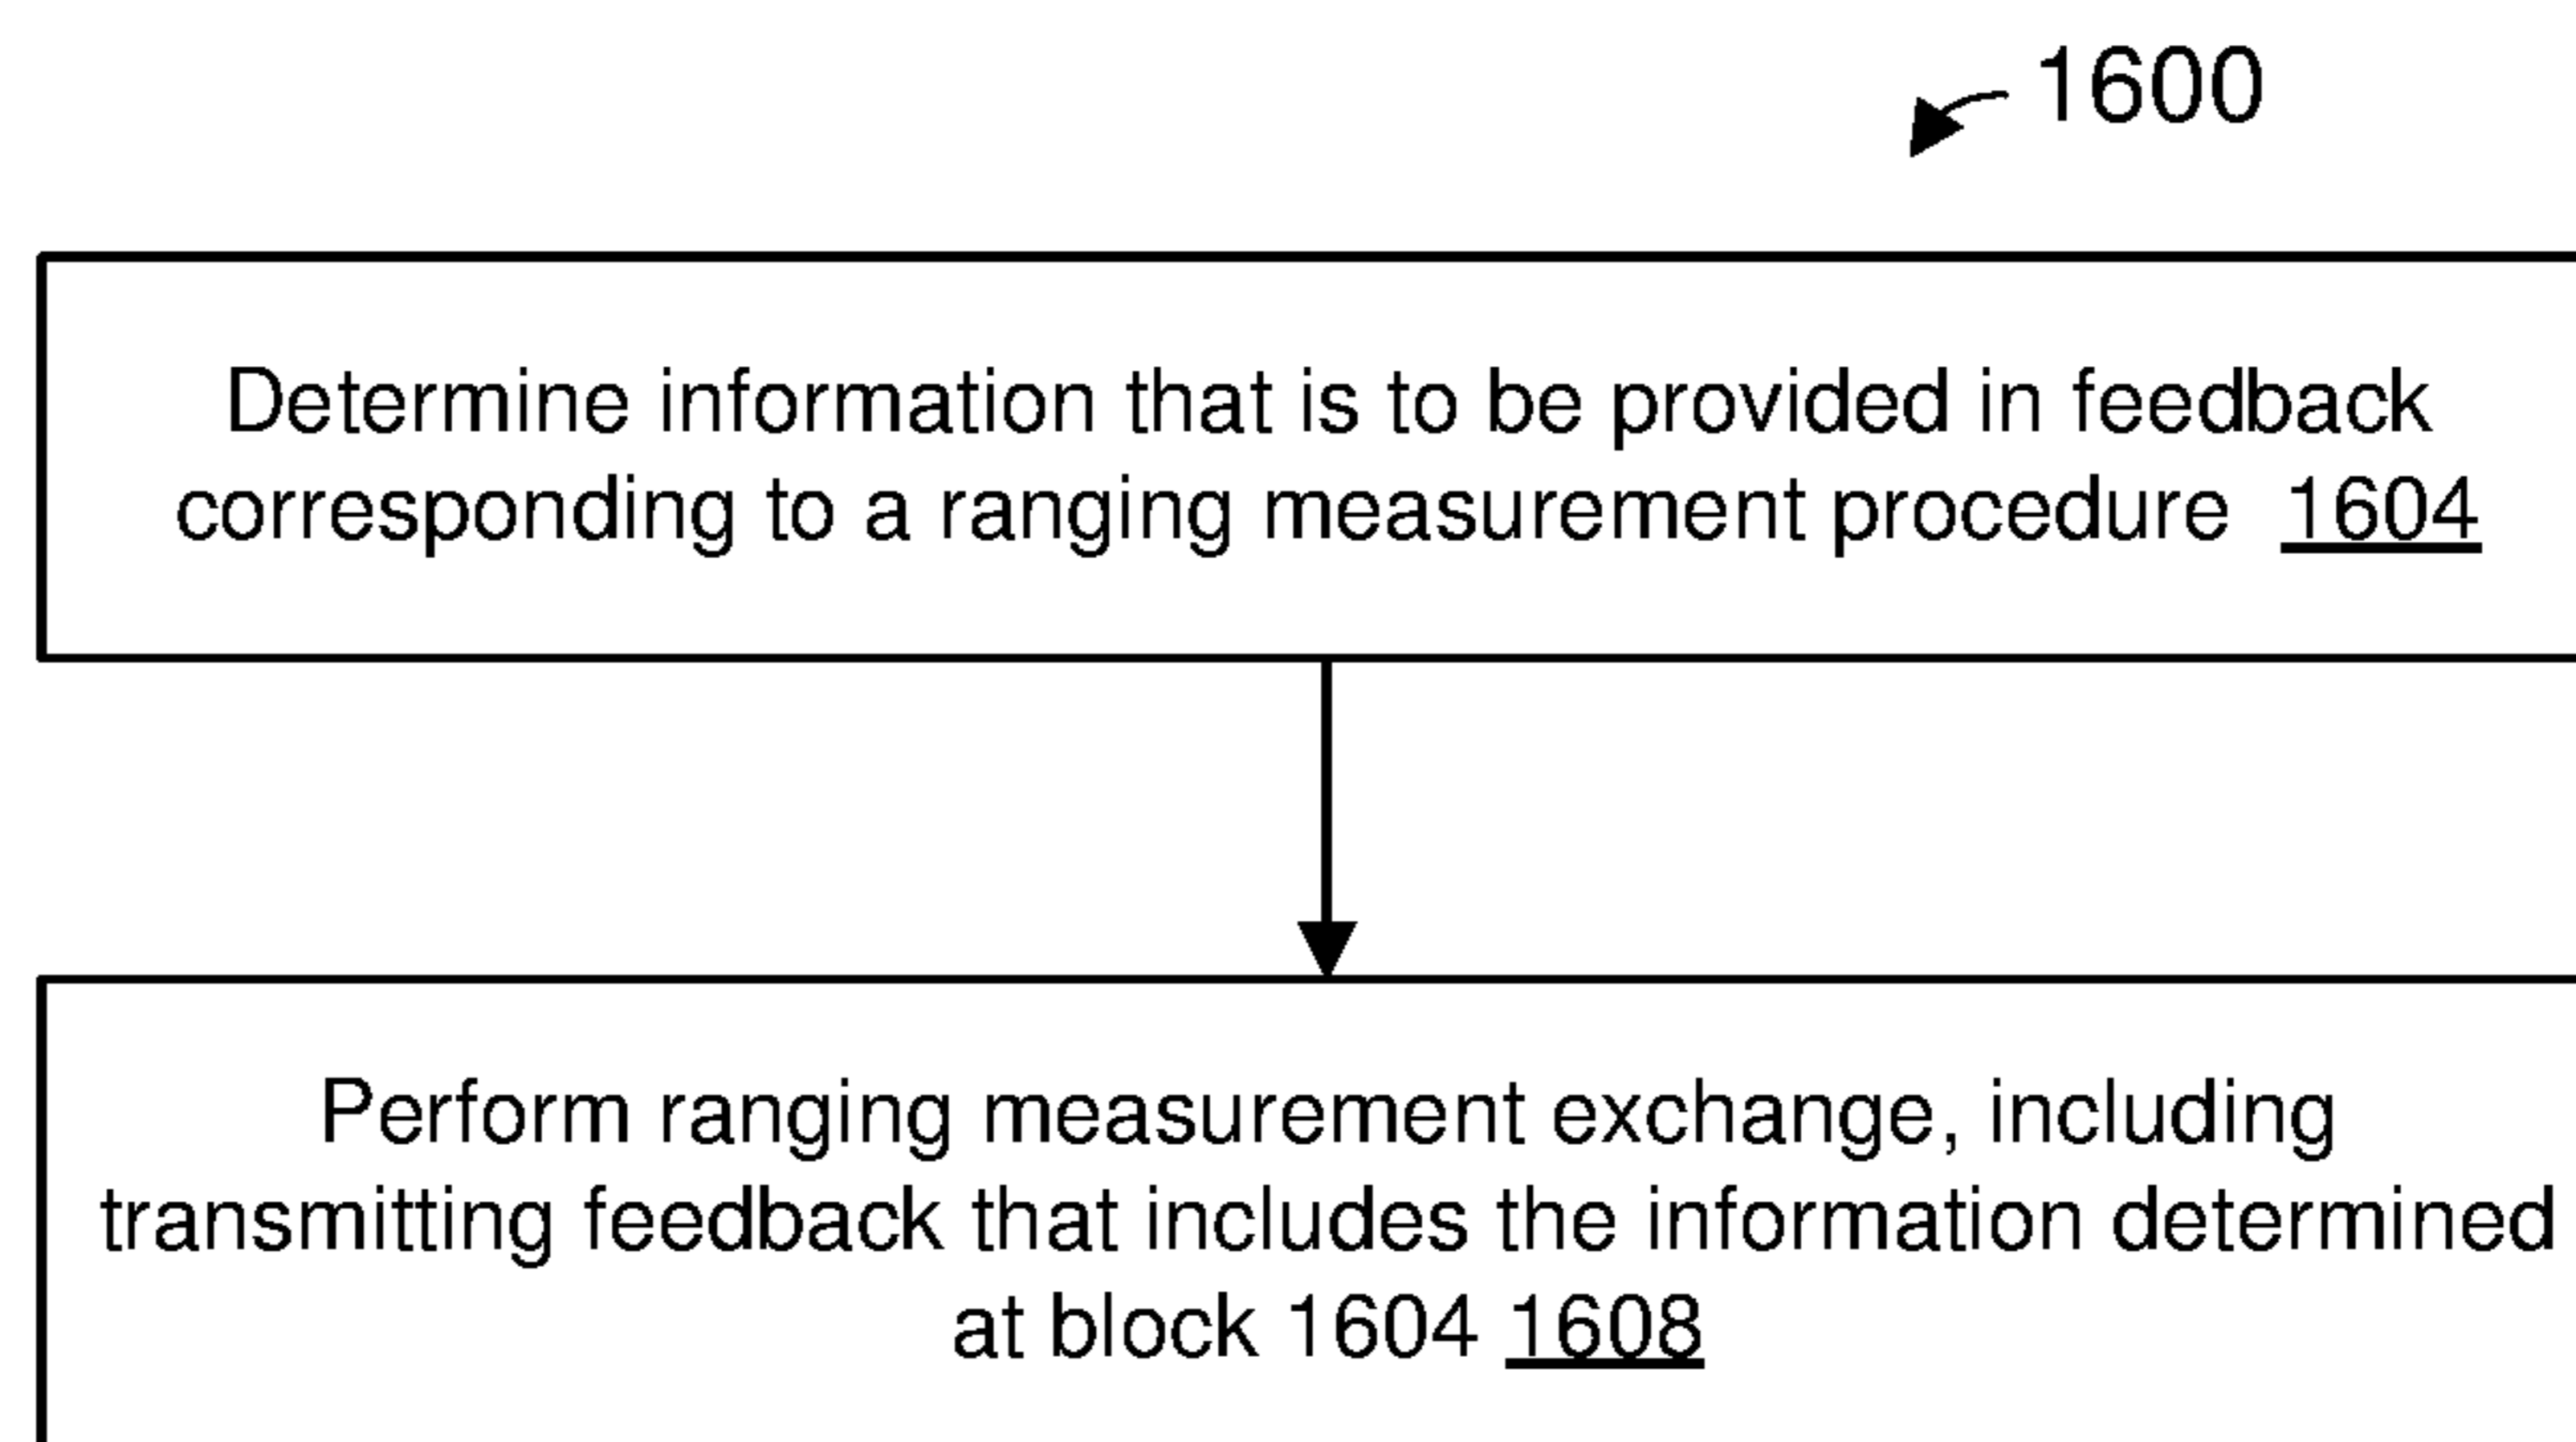 1600
Determine information that is to be provided in feedback
corresponding to a ranging measurement procedure 1604
Perform ranging measurement exchange, including
transmitting feedback that includes the information determined
at block 1604 1608